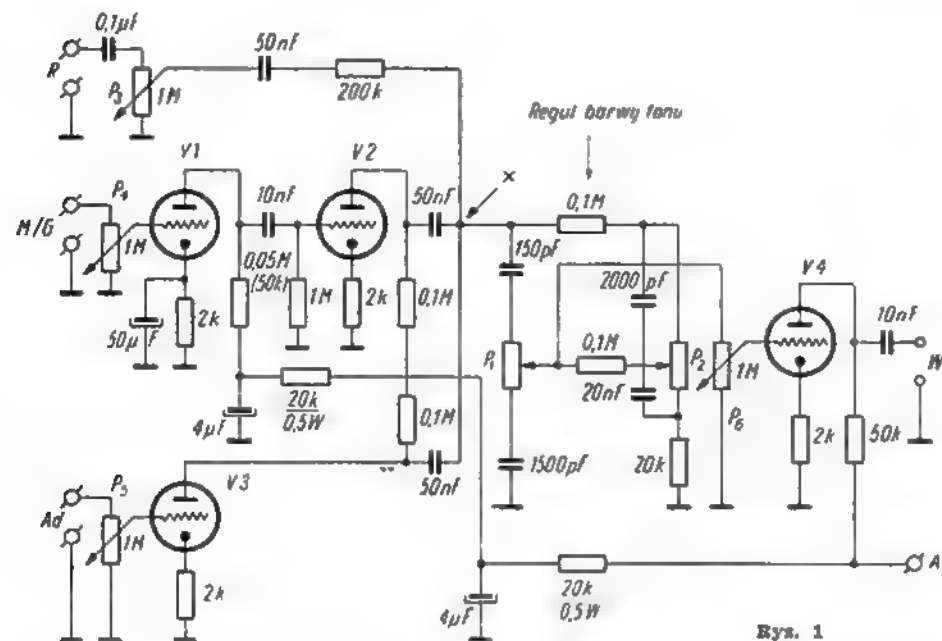 0,1μF
R
P3
1M
50nF
200k
Regul barwy tonu
V1
V2
x
P4
M/G
1M
10nF
50nF
0,1M
150pF
2000pF
V4
0,05M
(50k)
1M
2k
0,1M
50μF
2k
P1
0,1M
P2
1M
10nF
W
20k
0,5W
4μF
0,1M
20nF
P6
2k
50k
1500pF
20k
50nF
V3
P5
Ad
1M
2k
4μF
20k
0,5W
A
Rys. 1